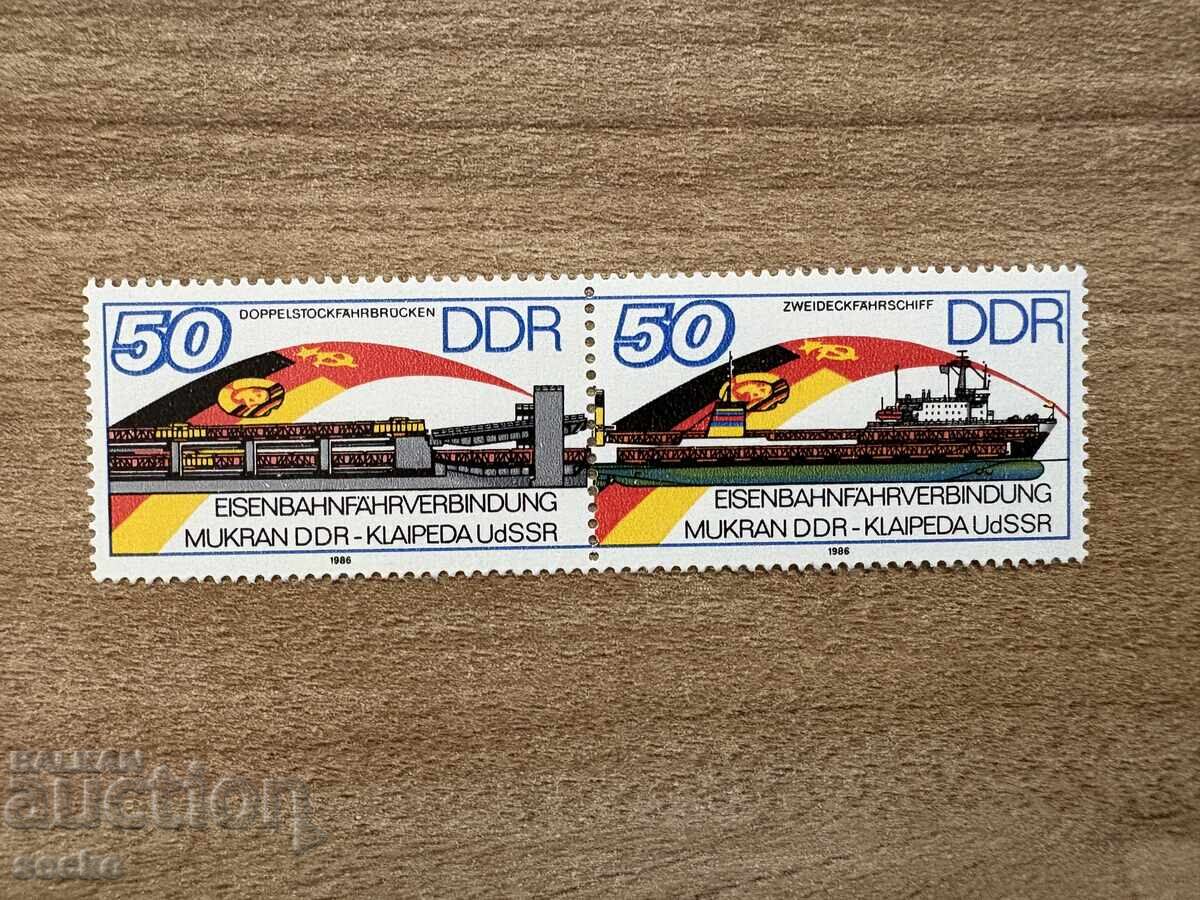 50 DOPPELSTOCKFÄHRBRÜCKEN DDR
EISENBAHNFÄHRVERBINDUNG
MUKRAN DDR - KLAIPEDA UdSSR
1986
50 ZWEIDECKFÄHRSCHIFF DDR
EISENBAHNFÄHRVERBINDUNG
MUKRAN DDR - KLAIPEDA UdSSR
1986
BALKAN
auction
secko